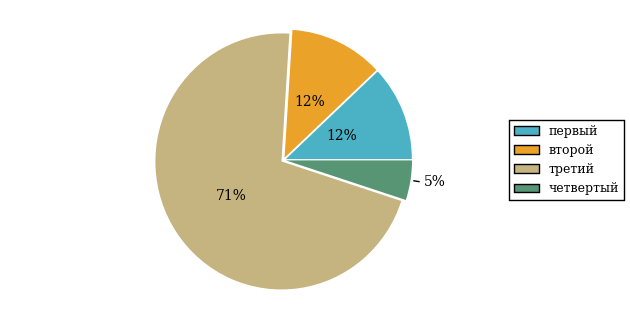 12%
12%
71%
5%
первый
второй
третий
четвертый